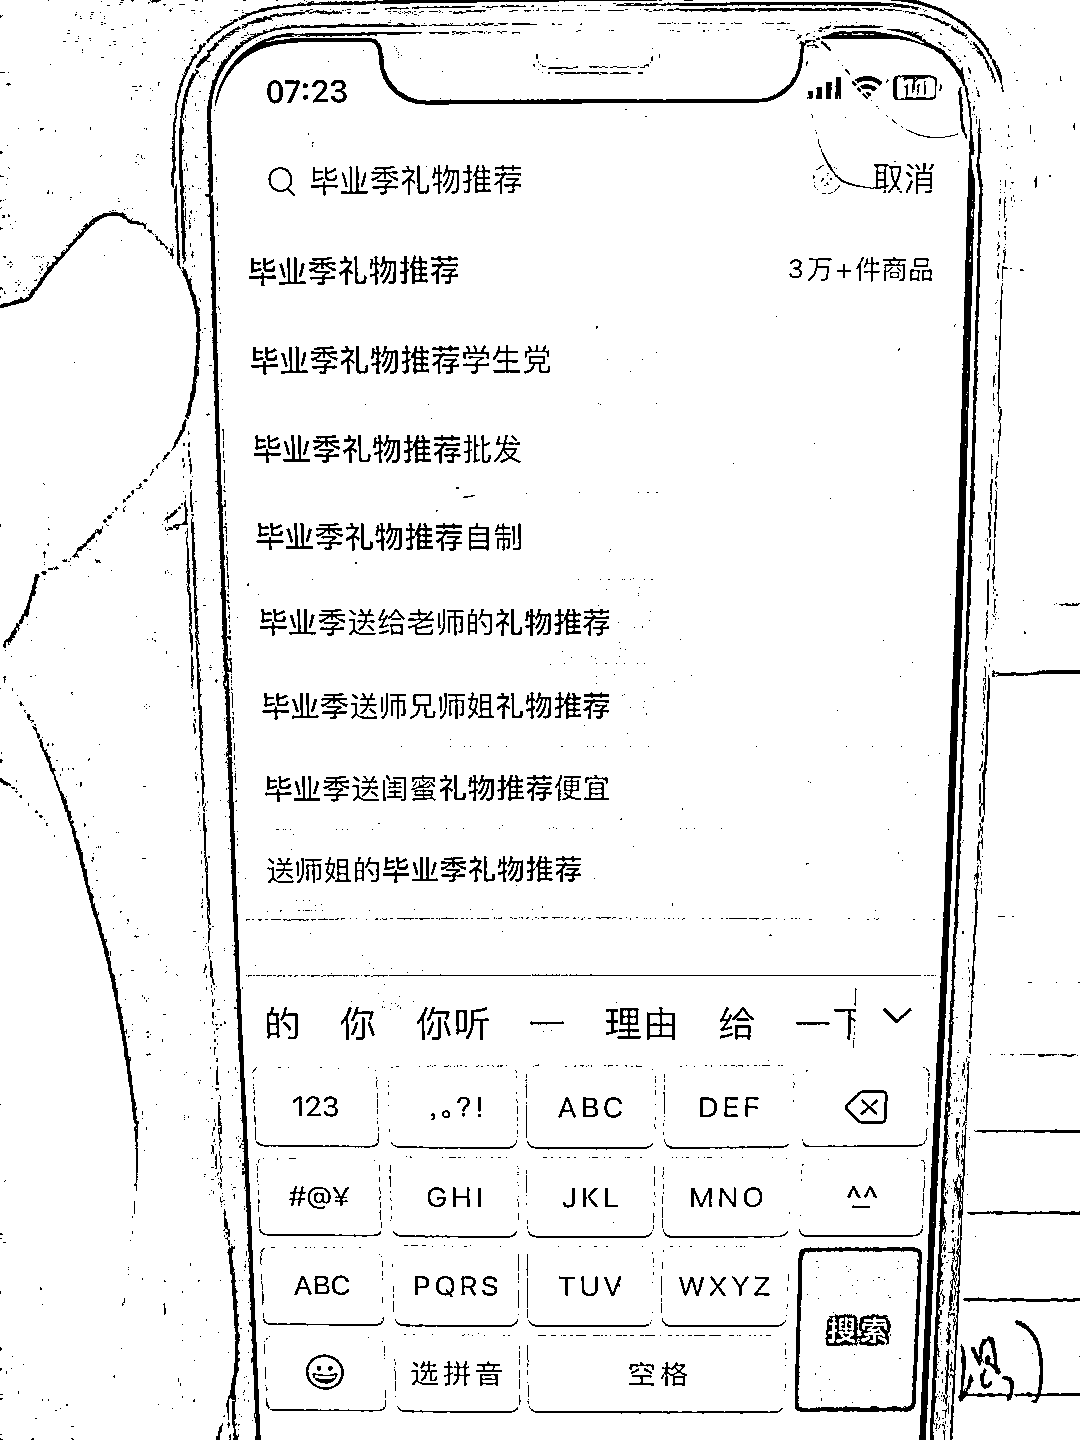 07:23
毕业季礼物推荐 取消
毕业季礼物推荐 3万+件商品
毕业季礼物推荐学生党
毕业季礼物推荐批发
毕业季礼物推荐自制
毕业季送给老师的礼物推荐
毕业季送师兄师姐礼物推荐
毕业季送闺蜜礼物推荐便宜
送师姐的毕业季礼物推荐
的 你 你听 一 理由 给 一下
123 ,。?! ABC DEF
#@¥ GHI JKL MNO ^^
ABC PQRS TUV WXYZ
搜索
选拼音 空格